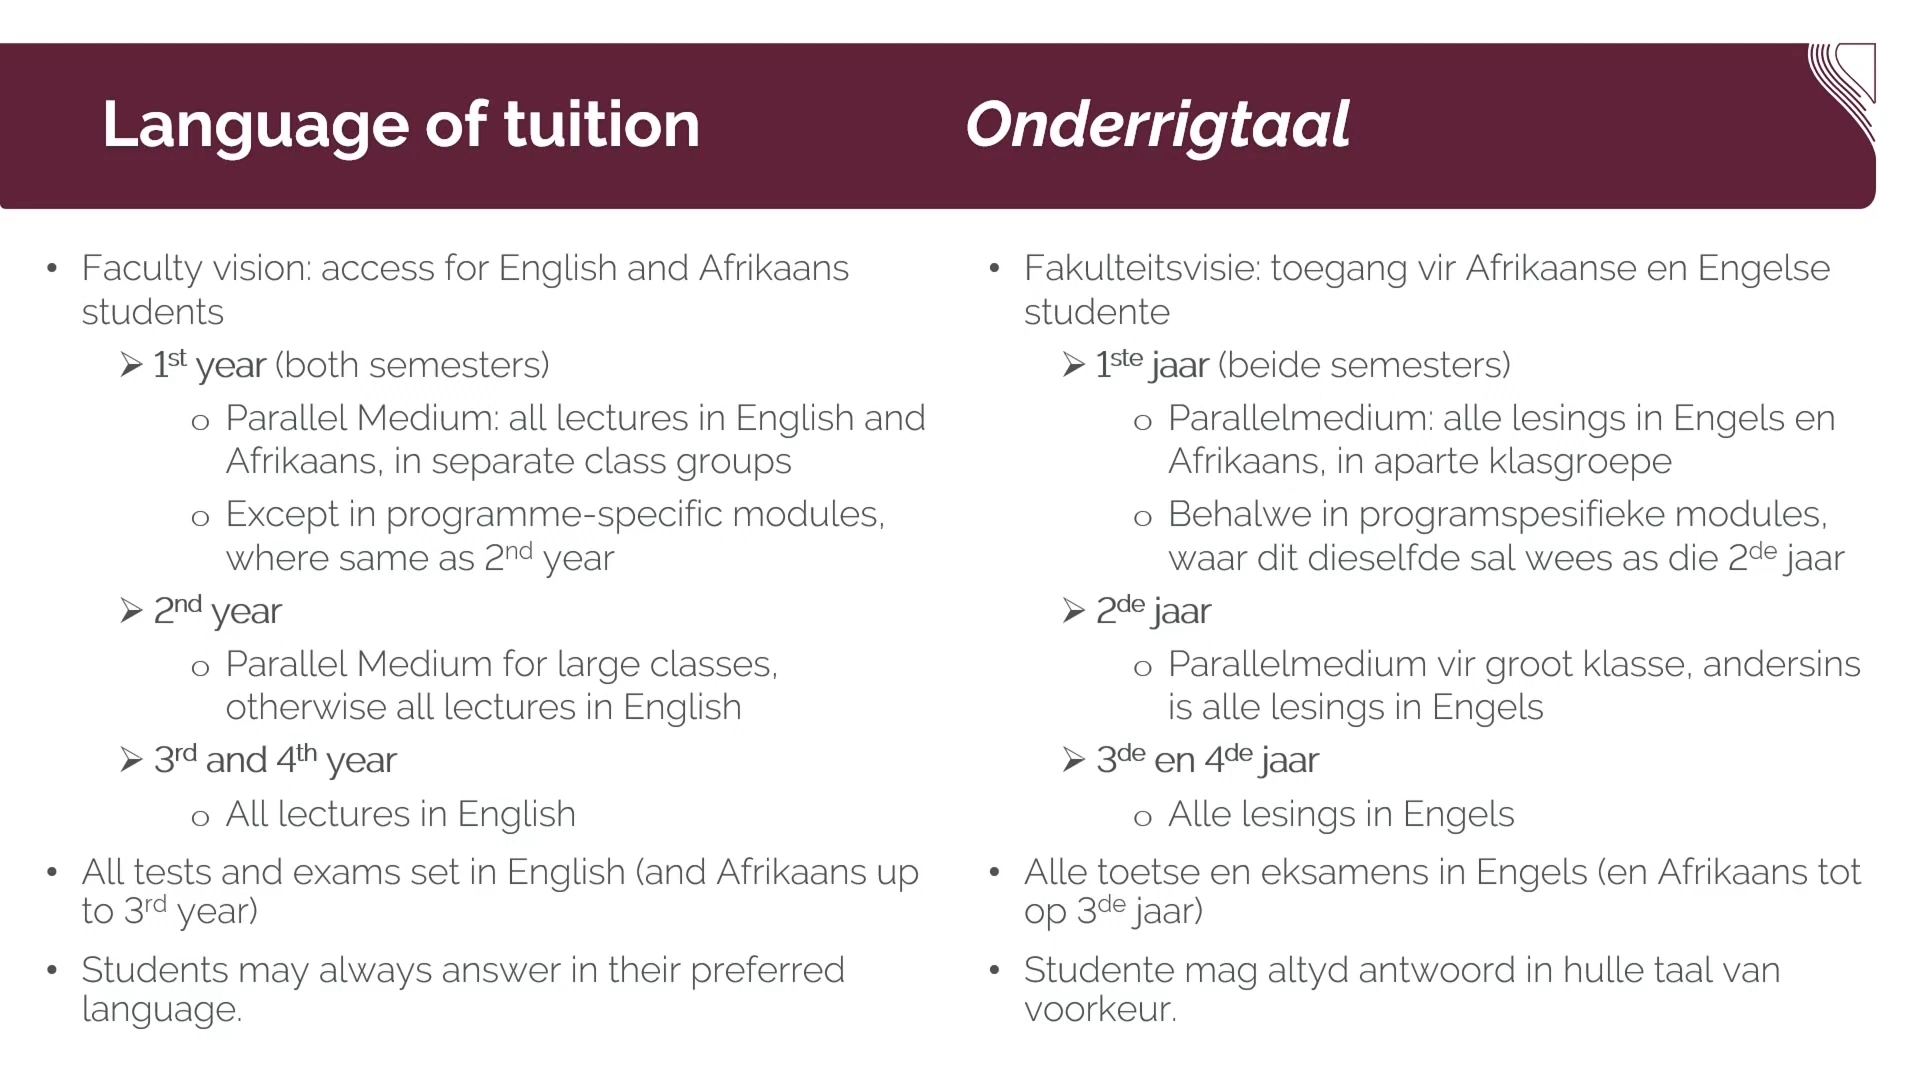 Language of tuition
Onderrigtaal
• Faculty vision: access for English and Afrikaans
students
➢ 1st year (both semesters)
o Parallel Medium: all lectures in English and
Afrikaans, in separate class groups
o Except in programme-specific modules,
where same as 2nd year
➢ 2nd year
o Parallel Medium for large classes,
otherwise all lectures in English
➢ 3rd and 4th year
o All lectures in English
• All tests and exams set in English (and Afrikaans up
to 3rd year)
• Students may always answer in their preferred
language.
• Fakulteitsvisie: toegang vir Afrikaanse en Engelse
studente
➢ 1ste jaar (beide semesters)
o Parallelmedium: alle lesings in Engels en
Afrikaans, in aparte klasgroepe
o Behalwe in programspesifieke modules,
waar dit dieselfde sal wees as die 2de jaar
➢ 2de jaar
o Parallelmedium vir groot klasse, andersins
is alle lesings in Engels
➢ 3de en 4de jaar
o Alle lesings in Engels
• Alle toetse en eksamens in Engels (en Afrikaans tot
op 3de jaar)
• Studente mag altyd antwoord in hulle taal van
voorkeur.